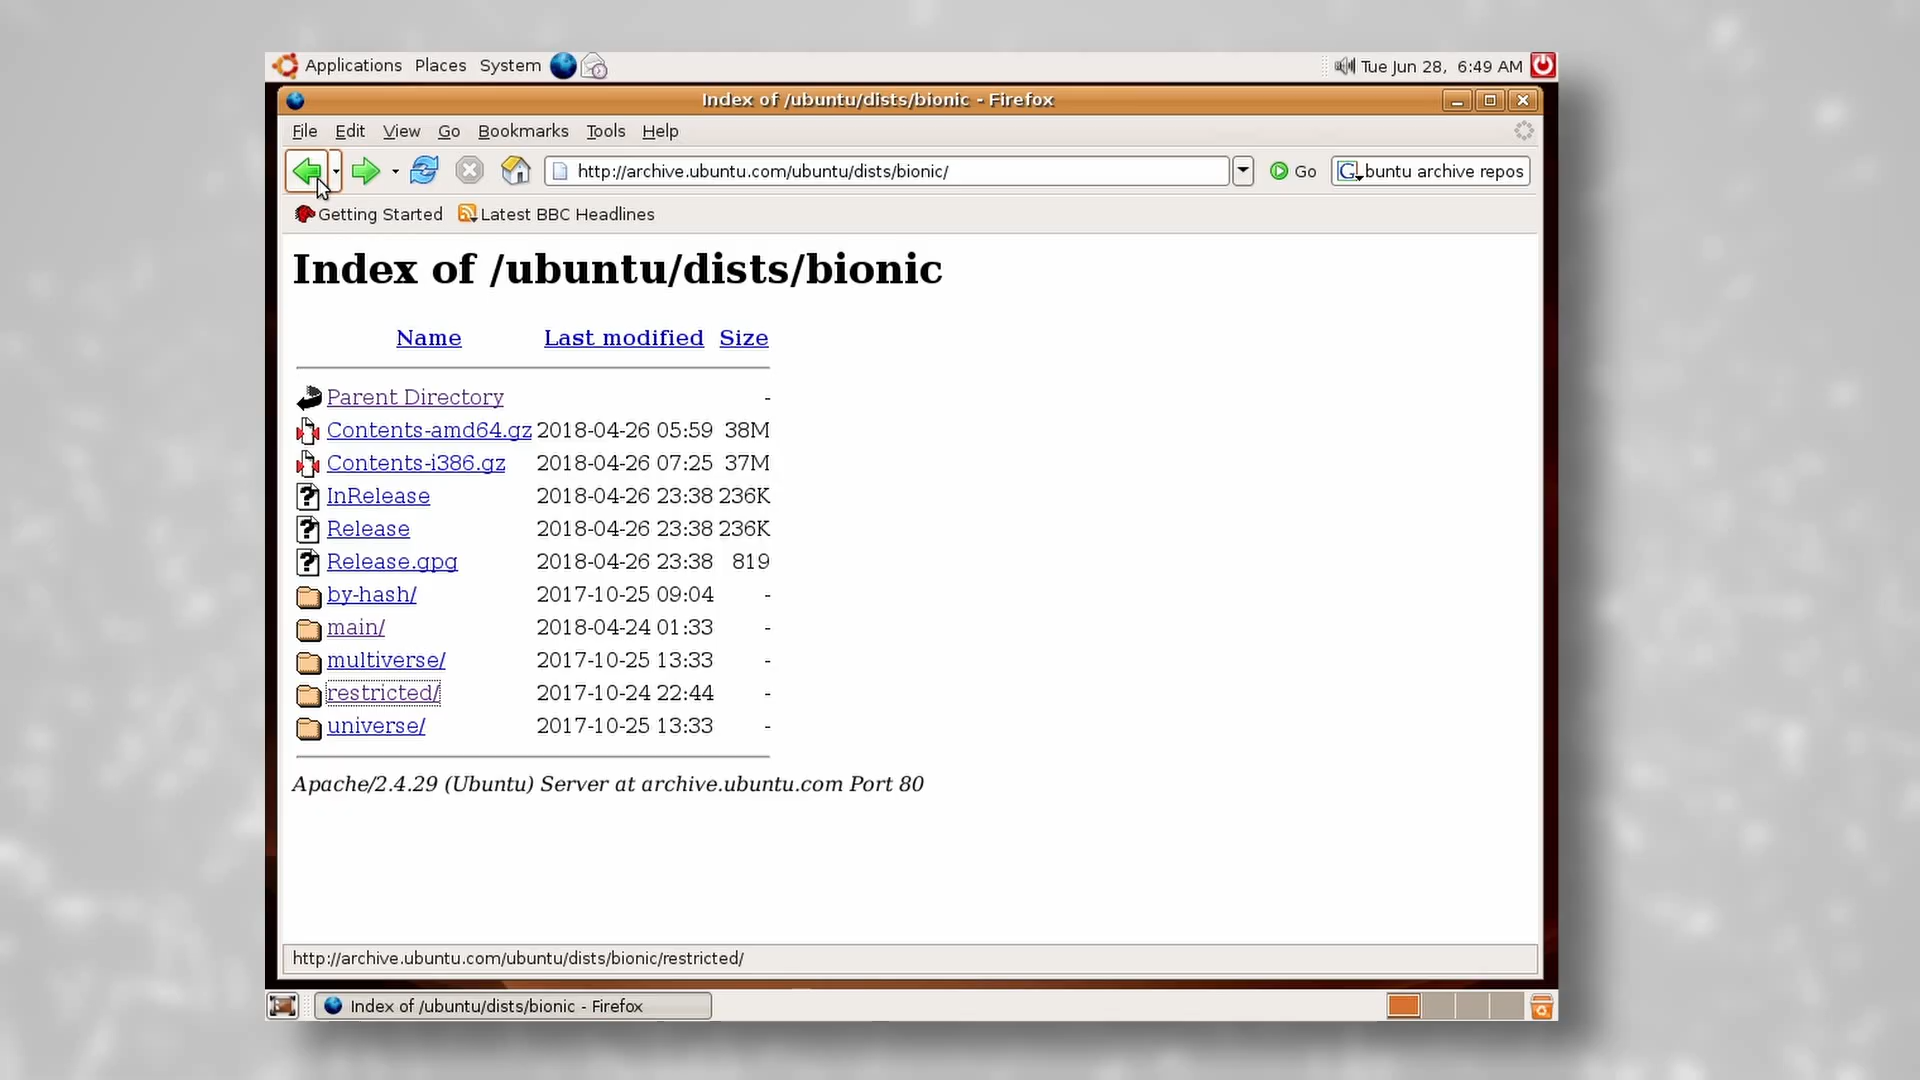 Applications Places System Tue Jun 28, 6:49 AM
Index of /ubuntu/dists/bionic - Firefox
File Edit View Go Bookmarks Tools Help
http://archive.ubuntu.com/ubuntu/dists/bionic/ Go G buntu archive repos
Getting Started Latest BBC Headlines
Index of /ubuntu/dists/bionic
Name Last modified Size
Parent Directory -
Contents-amd64.gz 2018-04-26 05:59 38M
Contents-i386.gz 2018-04-26 07:25 37M
InRelease 2018-04-26 23:38 236K
Release 2018-04-26 23:38 236K
Release.gpg 2018-04-26 23:38 819
by-hash/ 2017-10-25 09:04 -
main/ 2018-04-24 01:33 -
multiverse/ 2017-10-25 13:33 -
restricted/ 2017-10-24 22:44 -
universe/ 2017-10-25 13:33 -
Apache/2.4.29 (Ubuntu) Server at archive.ubuntu.com Port 80
http://archive.ubuntu.com/ubuntu/dists/bionic/restricted/
Index of /ubuntu/dists/bionic - Firefox